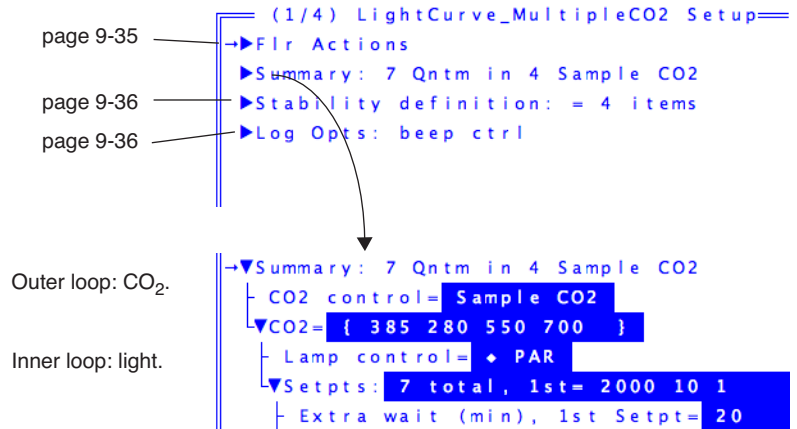 (1/4) LightCurve_MultipleCO2 Setup
page 9-35
→▶Flr Actions
▶Summary: 7 Qntm in 4 Sample CO2
page 9-36
▶Stability definition: = 4 items
page 9-36
▶Log Opts: beep ctrl
→▼Summary: 7 Qntm in 4 Sample CO2
Outer loop: CO₂.
CO2 control= Sample CO2
▼CO2= { 385 280 550 700 }
Inner loop: light.
Lamp control= ◆ PAR
▼Setpts: 7 total, 1st= 2000 10 1
Extra wait (min), 1st Setpt= 20